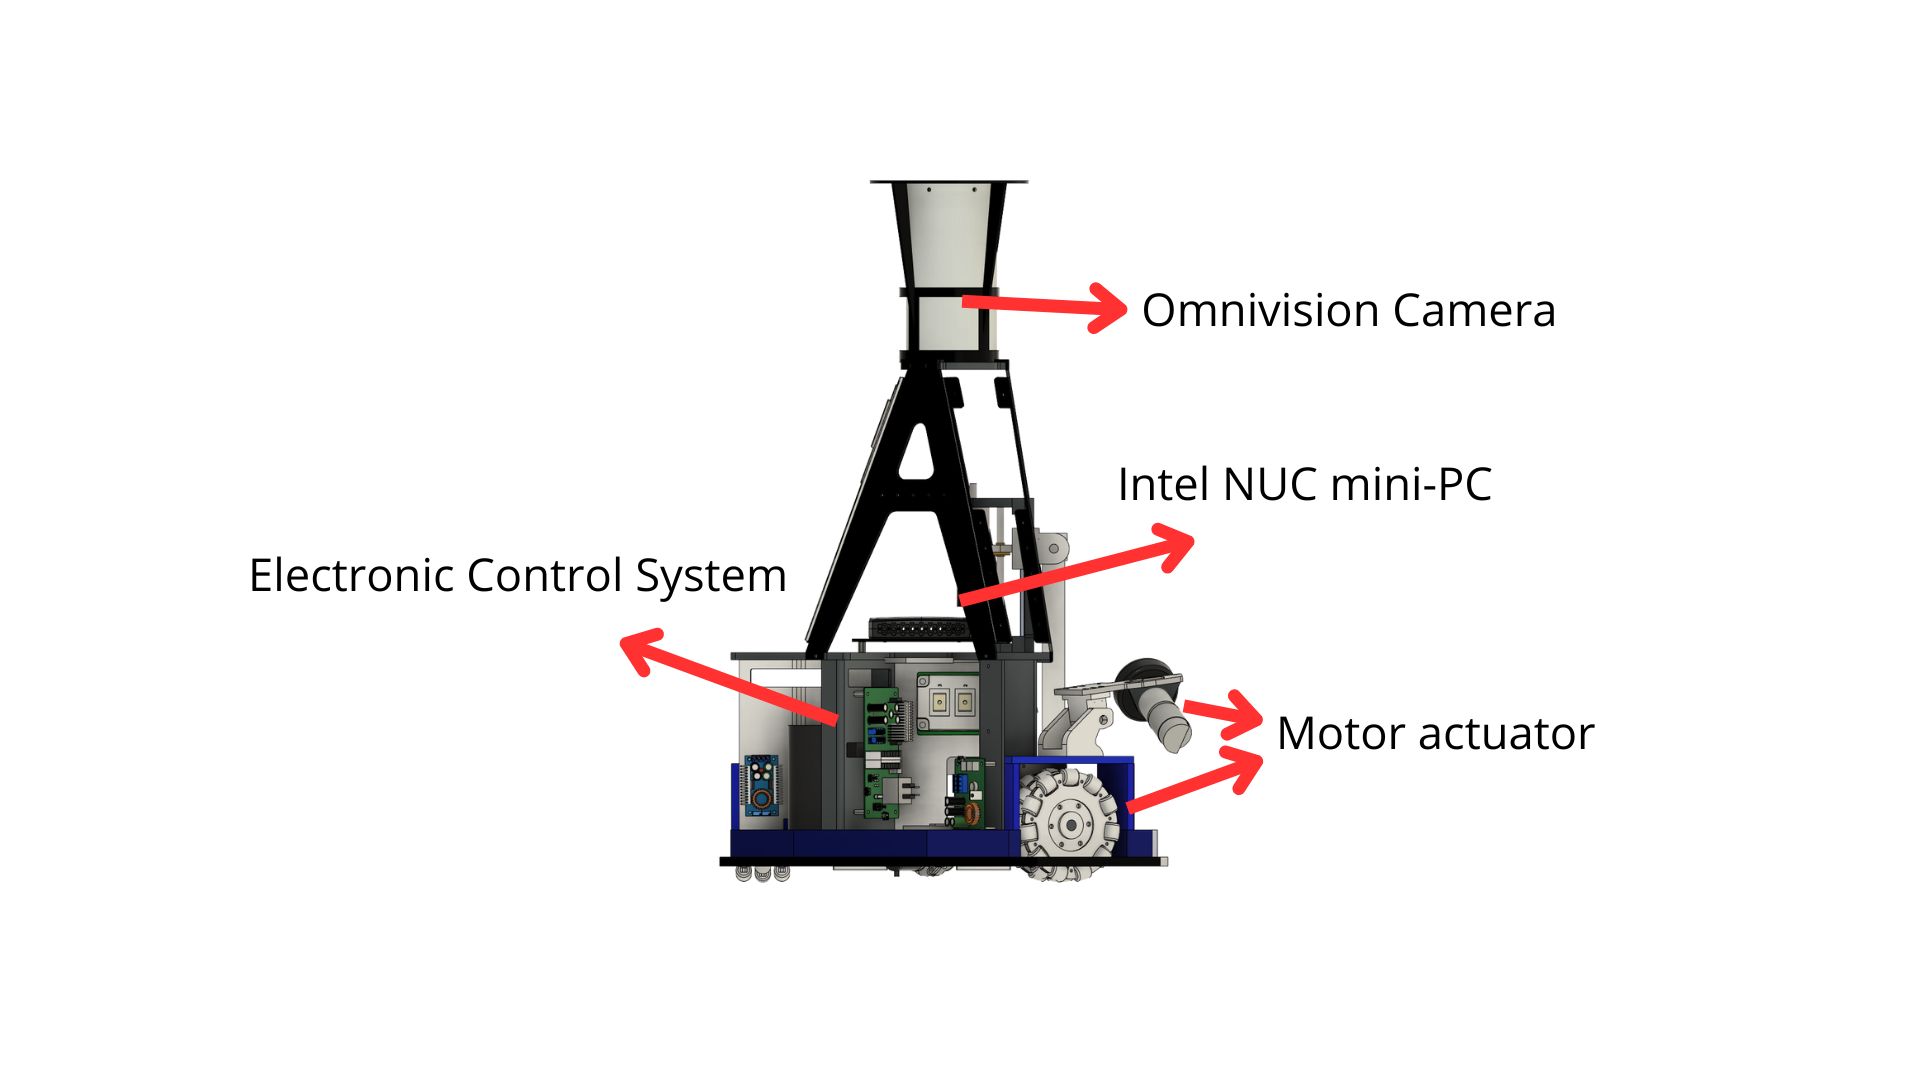 Omnivision Camera
Intel NUC mini-PC
Electronic Control System
Motor actuator